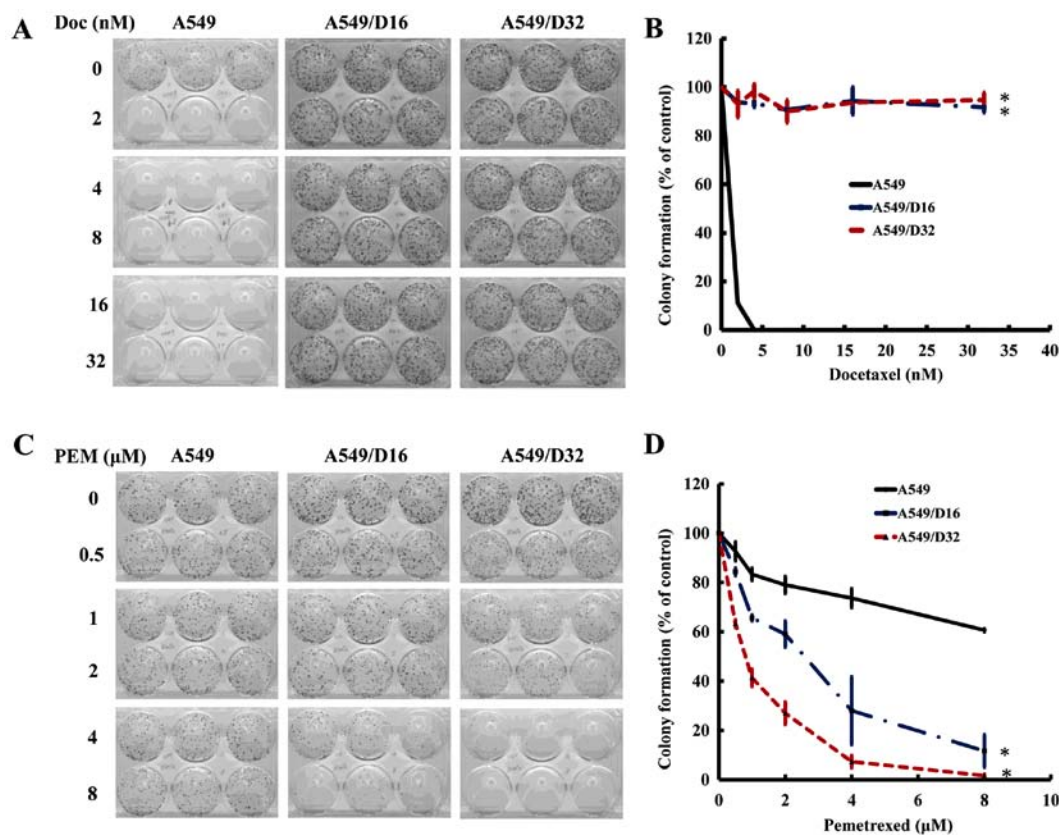 A
Doc (nM) A549 A549/D16 A549/D32
0
2
4
8
16
32
B
Colony formation (% of control)
120
100
80
60
40
20
0
A549
A549/D16
A549/D32
*
*
0 5 10 15 20 25 30 35 40
Docetaxel (nM)
C
PEM (μM) A549 A549/D16 A549/D32
0
0.5
1
2
4
8
D
Colony formation (% of control)
120
100
80
60
40
20
0
A549
A549/D16
A549/D32
*
*
0 2 4 6 8 10
Pemetrexed (μM)